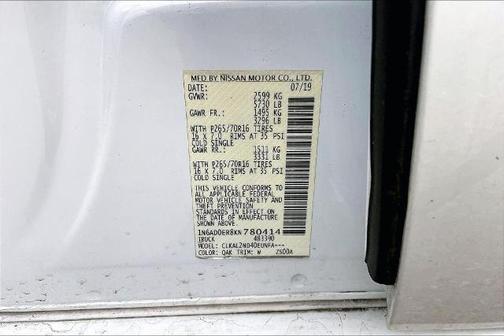 MFD BY NISSAN MOTOR CO., LTD.
DATE: 07/19
GVWR: 2599 KG
5730 LB
GAWR FR.: 1495 KG
3296 LB
WITH P265/70R16 TIRES
16 X 7.0 RIMS AT 35 PSI
COLD SINGLE
GAWR RR.: 1511 KG
3331 LB
WITH P265/70R16 TIRES
16 X 7.0 RIMS AT 35 PSI
COLD SINGLE
THIS VEHICLE CONFORMS
TO ALL APPLICABLE FEDERAL
MOTOR VEHICLE SAFETY
AND THEFT PREVENTION
STANDARDS IN EFFECT ON
THE DATE OF MANUFACTURE
SHOWN ABOVE.
1N6AD0ER8KN780414
TRUCK
MODEL:
COLOR: QAK TRIM: W